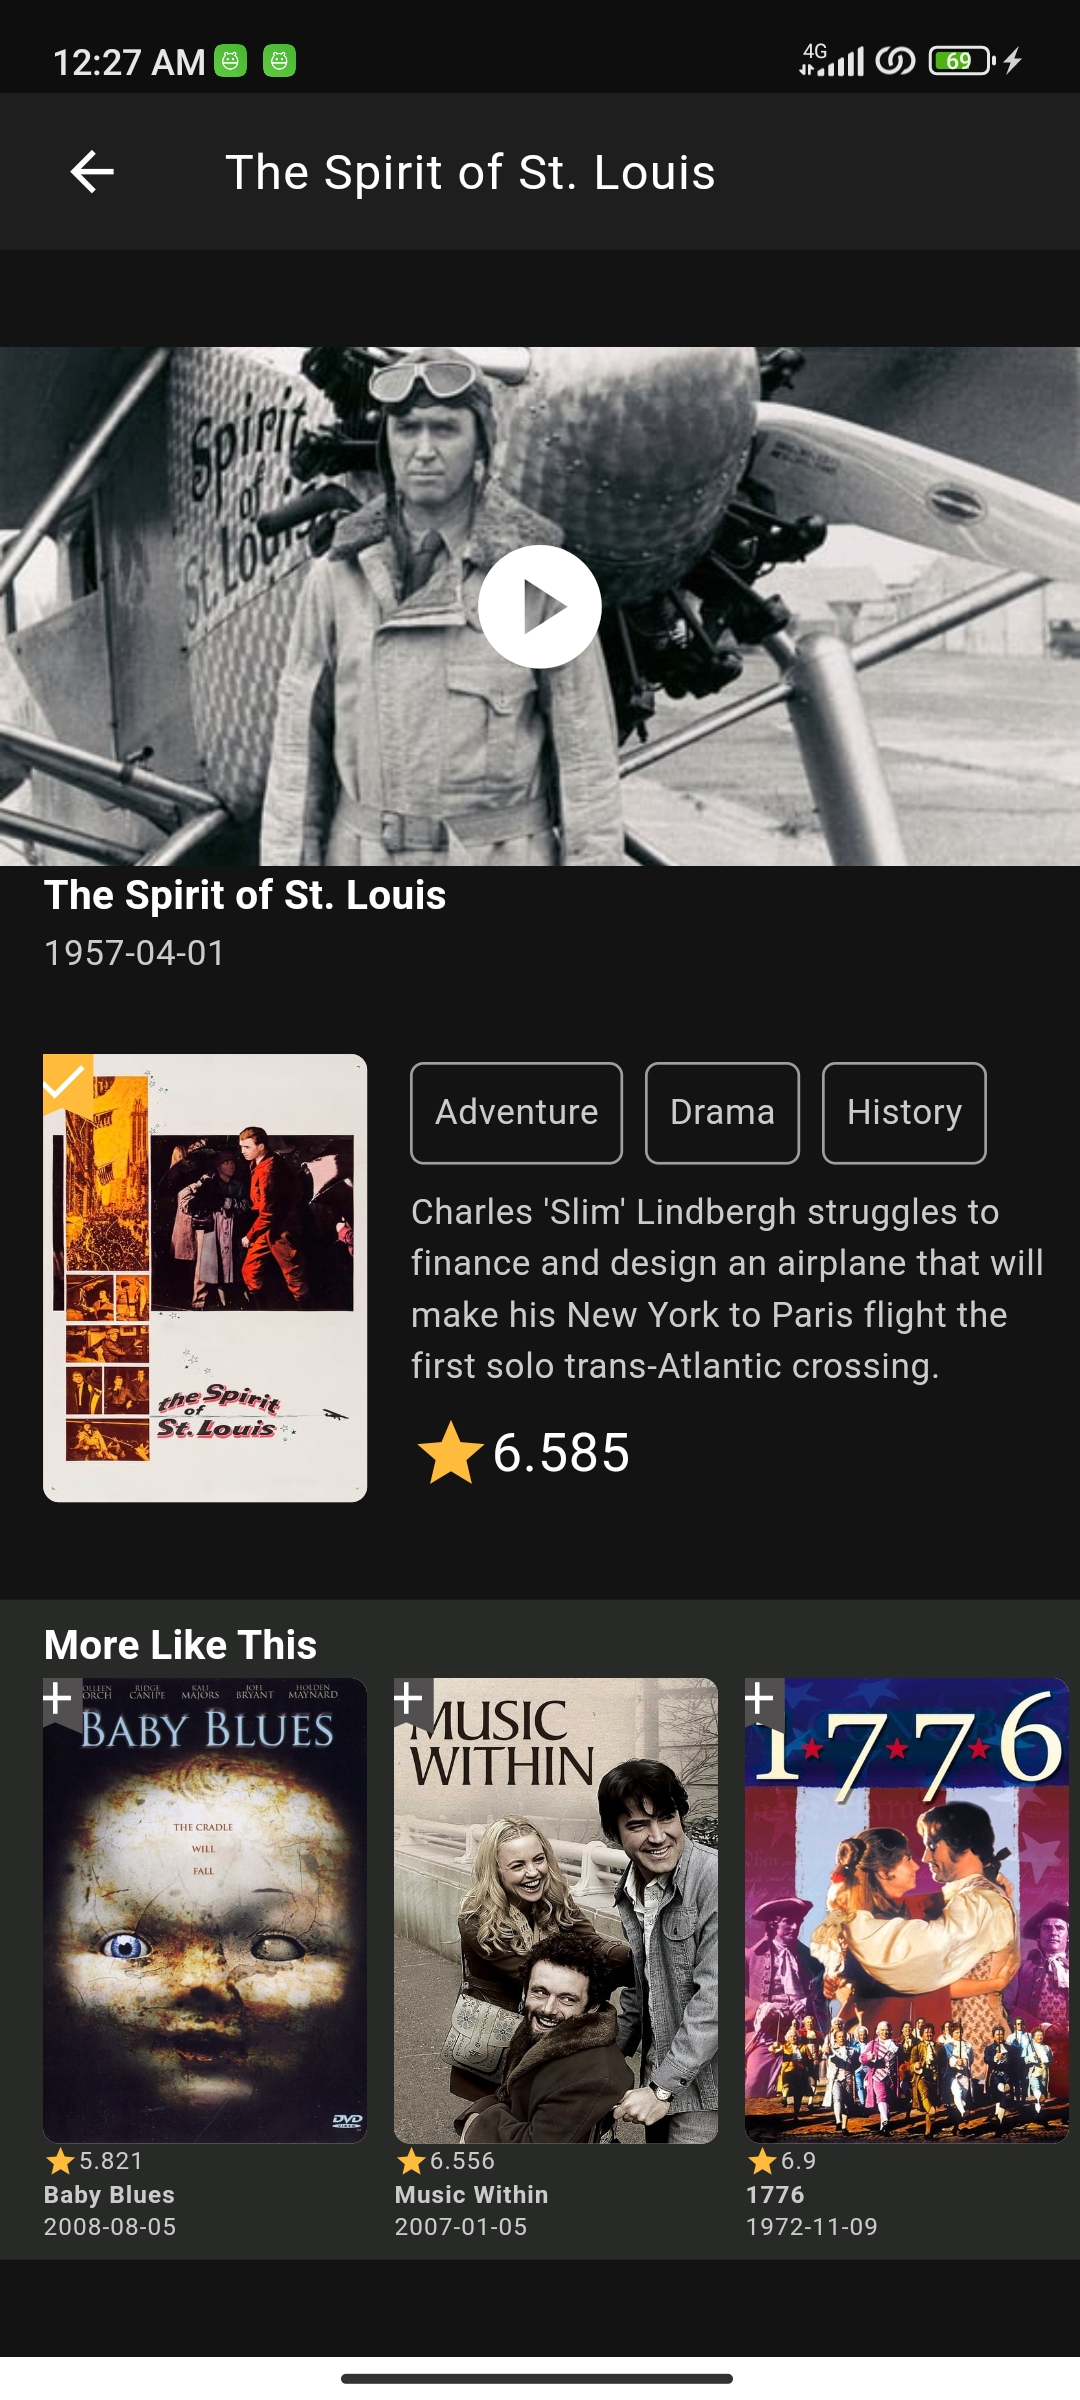 12:27 AM
4G
69
The Spirit of St. Louis
Spirit
of
St. Louis
The Spirit of St. Louis
1957-04-01
Adventure
Drama
History
Charles 'Slim' Lindbergh struggles to
finance and design an airplane that will
make his New York to Paris flight the
first solo trans-Atlantic crossing.
6.585
the Spirit
of
St. Louis
More Like This
OLLEEN ORCH
RIDGE CANIPE
KALI MAJORS
JOEL BRYANT
HOLDEN MAYNARD
BABY BLUES
THE CRADLE
WILL
FALL
DVD
VIDEO
MUSIC
WITHIN
1776
5.821
Baby Blues
2008-08-05
6.556
Music Within
2007-01-05
6.9
1776
1972-11-09